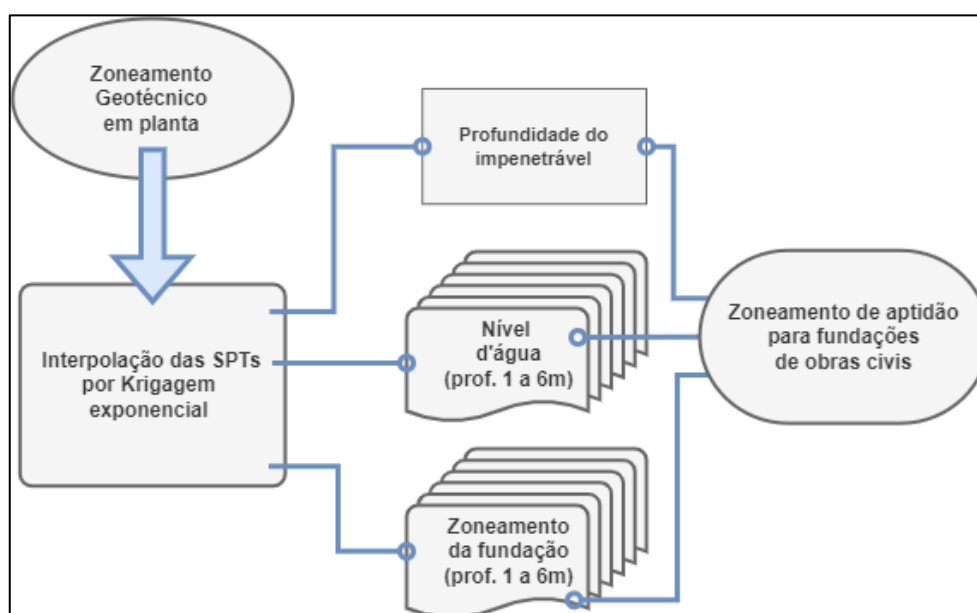 Zoneamento
Geotécnico
em planta
Profundidade do
impenetrável
Interpolação das SPTs
por Krigagem
exponencial
Nível
d'água
(prof. 1 a 6m)
Zoneamento de aptidão
para fundações
de obras civis
Zoneamento
da fundação
(prof. 1 a 6m)